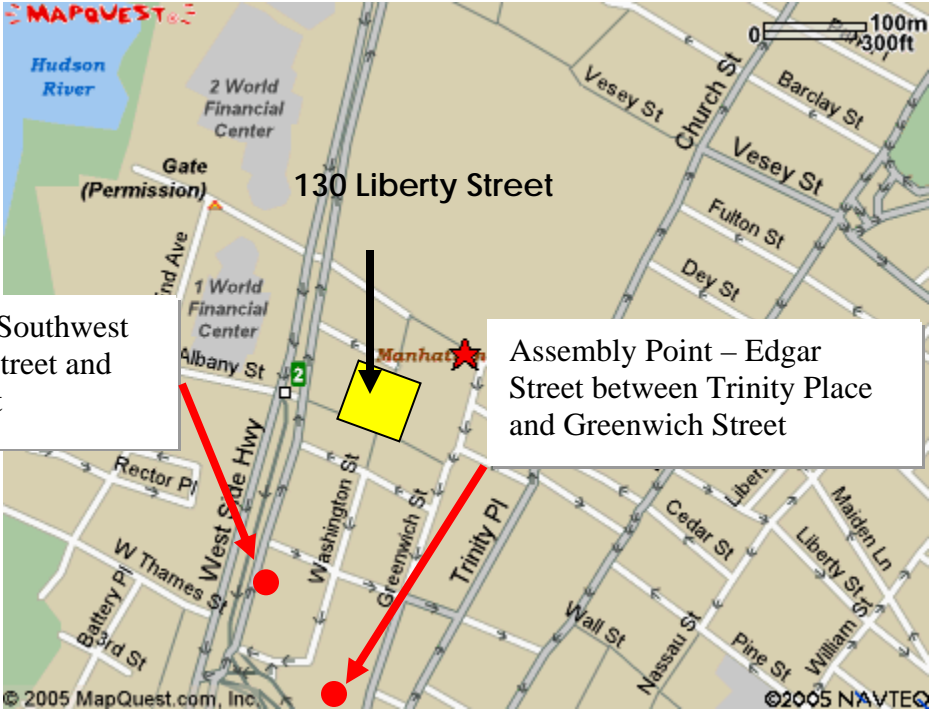 MAPQUEST
100m
0
300ft
Hudson
River
2 World
Financial
Center
Vesey St
Church St
Barclay St
Vesey St
Gate
(Permission)
130 Liberty Street
Fulton St
Dey St
nd Ave
1 World
Financial
Center
Southwest
treet and
t
Albany St
2
Manhat
n
Assembly Point – Edgar
Street between Trinity Place
and Greenwich Street
Rector Pl
West Side Hwy
Washington St
Greenwich St
Trinity Pl
Cedar St
Libert
Maiden Ln
Liberty St
W Thames St
Battery Pl
3rd St
Wall St
Nassau St
Pine St
William St
© 2005 MapQuest.com, Inc.
©2005 NAVTEQ